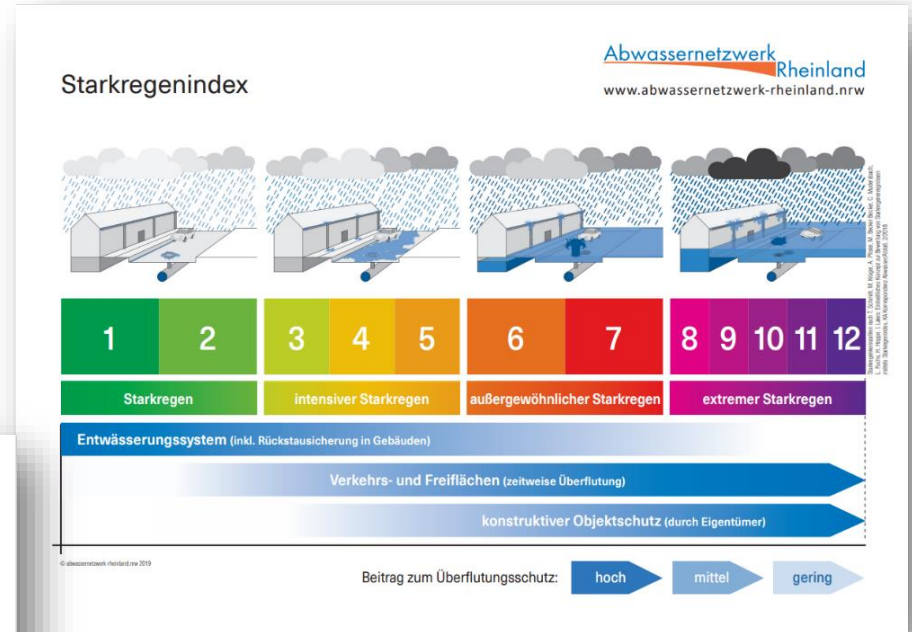 Abwassernetzwerk
Rheinland
www.abwassernetzwerk-rheinland.nrw
Starkregenindex
1 2 3 4 5 6 7 8 9 10 11 12
Starkregen intensiver Starkregen außergewöhnlicher Starkregen extremer Starkregen
Entwässerungssystem (inkl. Rückstausicherung in Gebäuden)
Verkehrs- und Freiflächen (zeitweise Überflutung)
konstruktiver Objektschutz (durch Eigentümer)
© abwassernetzwerk-rheinland.nrw 2019
Beitrag zum Überflutungsschutz: hoch mittel gering